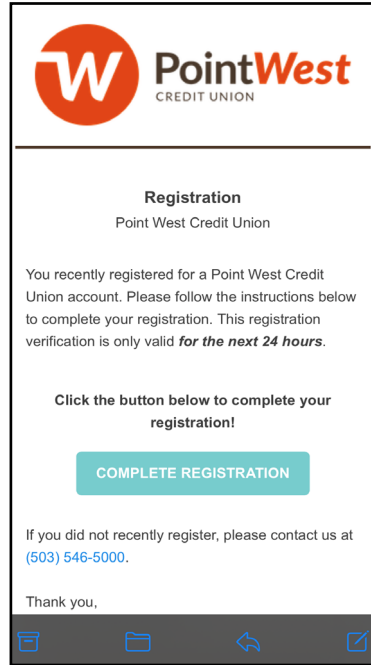 W PointWest
CREDIT UNION
Registration
Point West Credit Union
You recently registered for a Point West Credit
Union account. Please follow the instructions below
to complete your registration. This registration
verification is only valid for the next 24 hours.
Click the button below to complete your
registration!
COMPLETE REGISTRATION
If you did not recently register, please contact us at
(503) 546-5000.
Thank you,